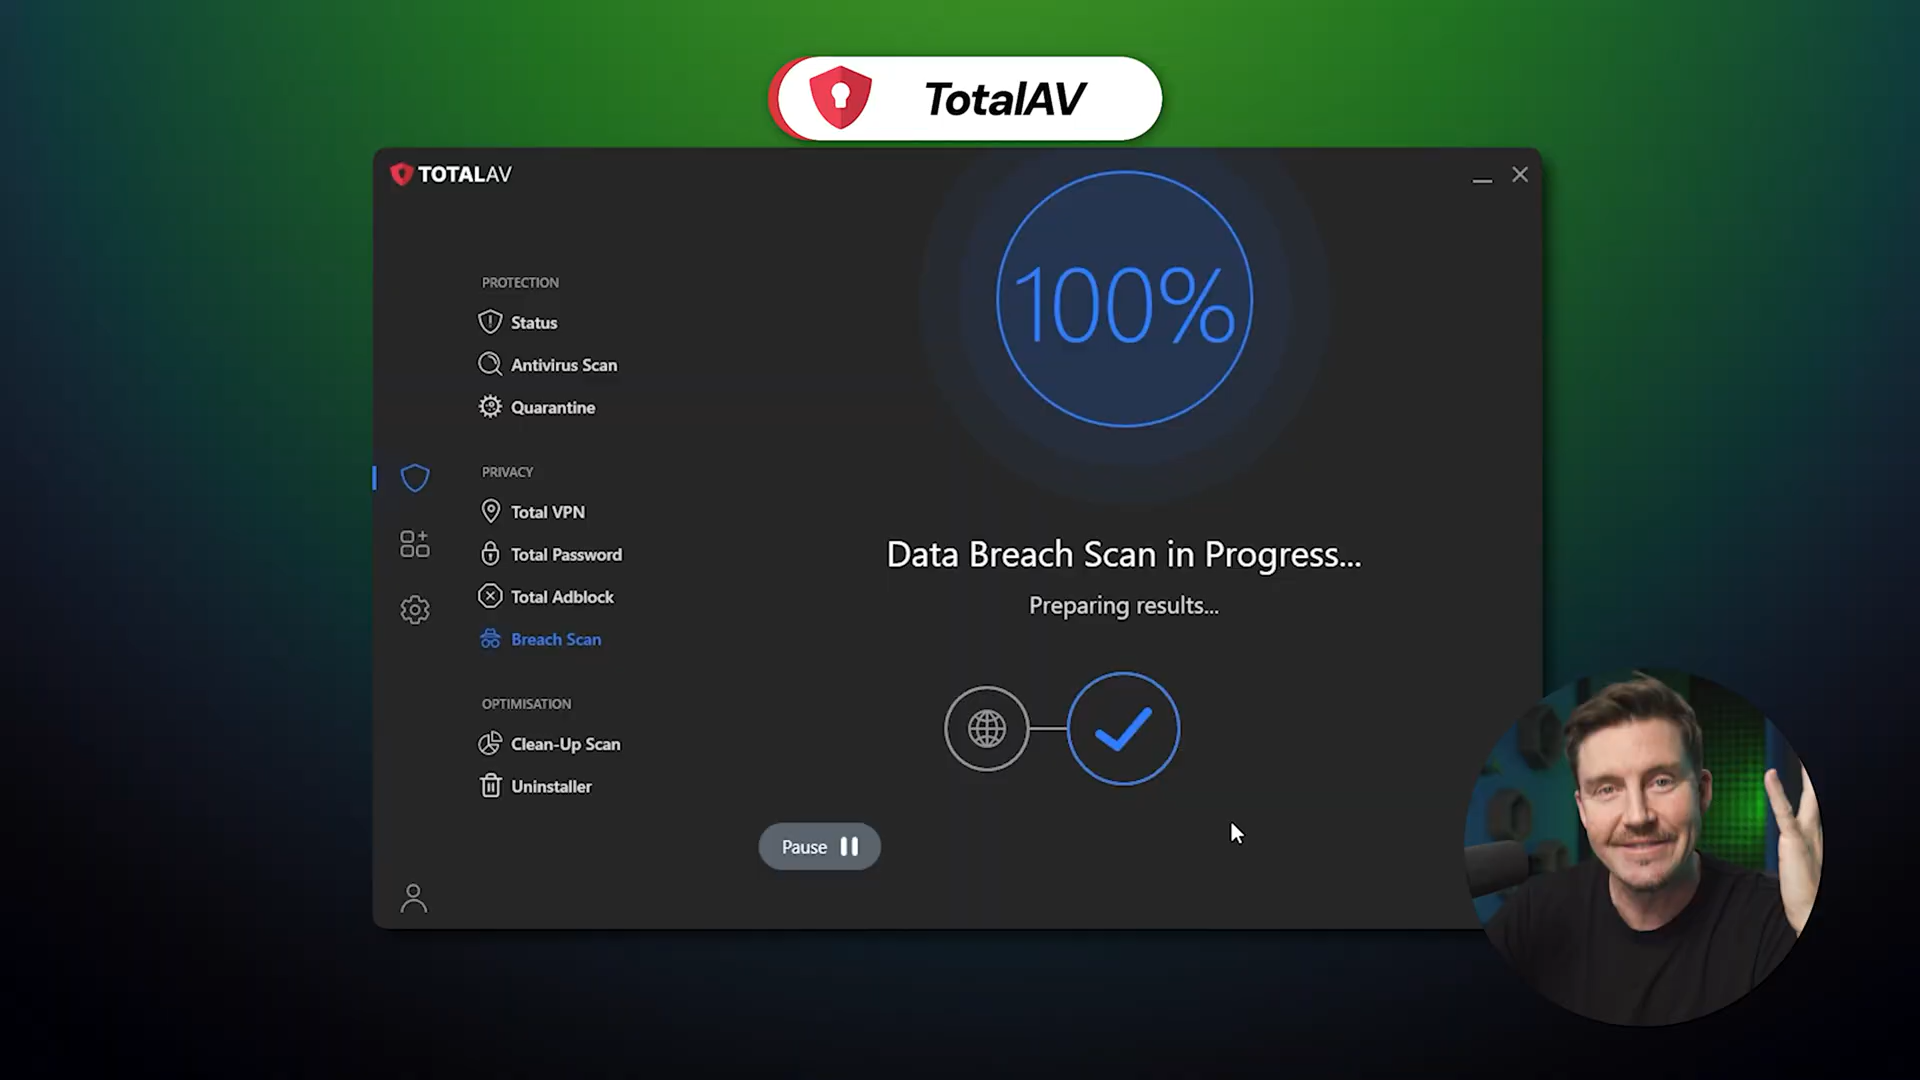 TotalAV
TOTALAV
PROTECTION
Status
Antivirus Scan
Quarantine
PRIVACY
Total VPN
Total Password
Total Adblock
Breach Scan
OPTIMISATION
Clean-Up Scan
Uninstaller
100%
Data Breach Scan in Progress...
Preparing results...
Pause